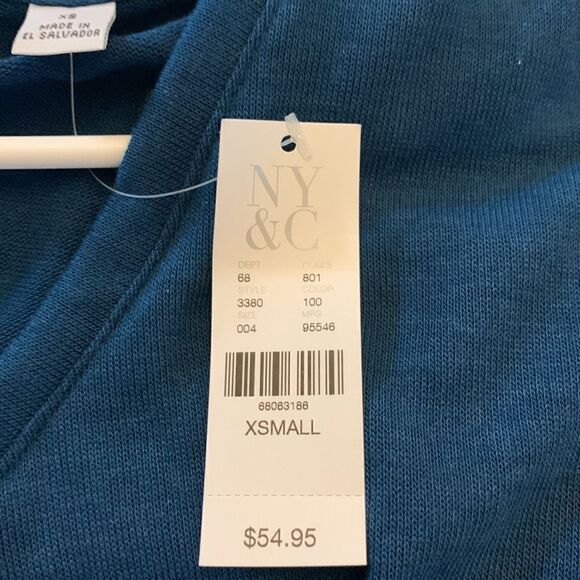 XS
MADE IN
EL SALVADOR
NY
&C
DEPT CLASS
68 801
STYLE COLOR
3380 100
SIZE MFG
004 95546
68063186
XSMALL
$54.95